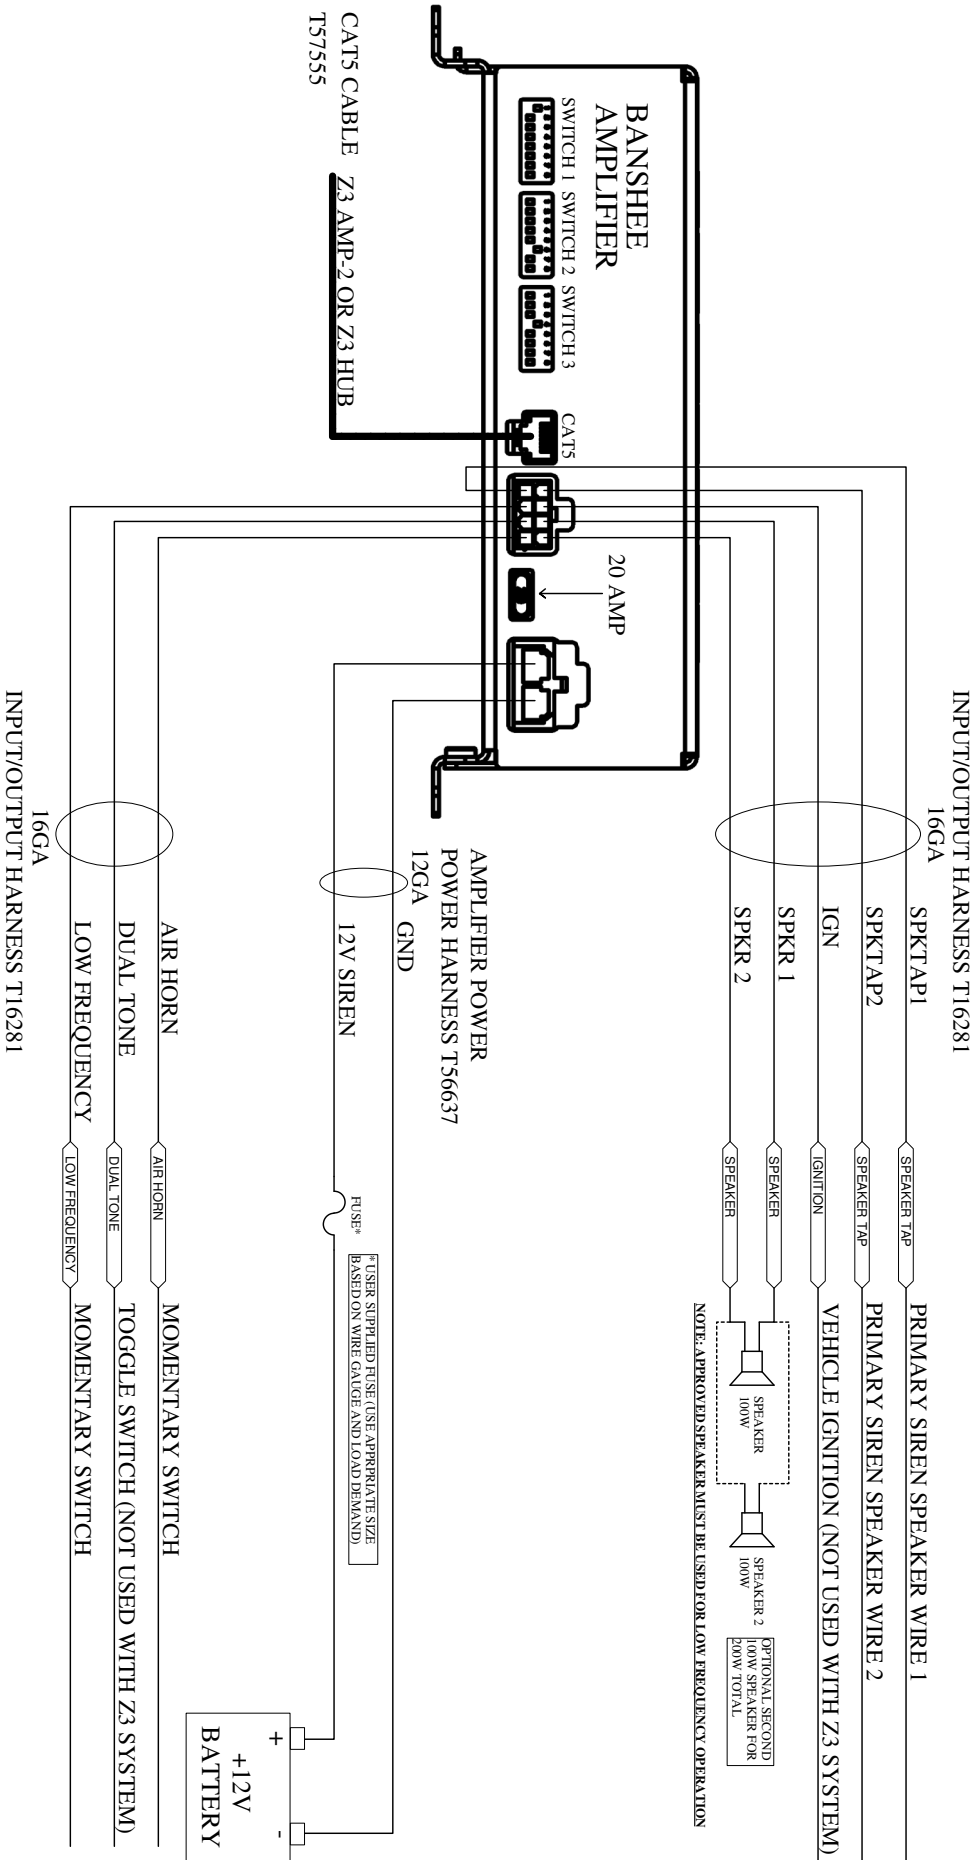 INPUT/OUTPUT HARNESS T16281
16GA
SPKTAP1
SPEAKER TAP
PRIMARY SIREN SPEAKER WIRE 1
SPKTAP2
SPEAKER TAP
PRIMARY SIREN SPEAKER WIRE 2
IGN
IGNITION
VEHICLE IGNITION (NOT USED WITH Z3 SYSTEM)
SPKR 1
SPEAKER
SPKR 2
SPEAKER
SPEAKER
100W
SPEAKER 2
100W
OPTIONAL SECOND
100W SPEAKER FOR
200W TOTAL
NOTE: APPROVED SPEAKER MUST BE USED FOR LOW FREQUENCY OPERATION
BANSHEE
AMPLIFIER
SWITCH 1
SWITCH 2
SWITCH 3
CAT5
20 AMP
CAT5 CABLE
T57555
Z3 AMP-2 OR Z3 HUB
AMPLIFIER POWER
POWER HARNESS T56637
12GA
GND
12V SIREN
FUSE*
* USER SUPPLIED FUSE (USE APPRPRIATE SIZE
BASED ON WIRE GAUGE AND LOAD DEMAND)
+
-
+12V
BATTERY
AIR HORN
AIR HORN
MOMENTARY SWITCH
DUAL TONE
DUAL TONE
TOGGLE SWITCH (NOT USED WITH Z3 SYSTEM)
LOW FREQUENCY
LOW FREQUENCY
MOMENTARY SWITCH
16GA
INPUT/OUTPUT HARNESS T16281